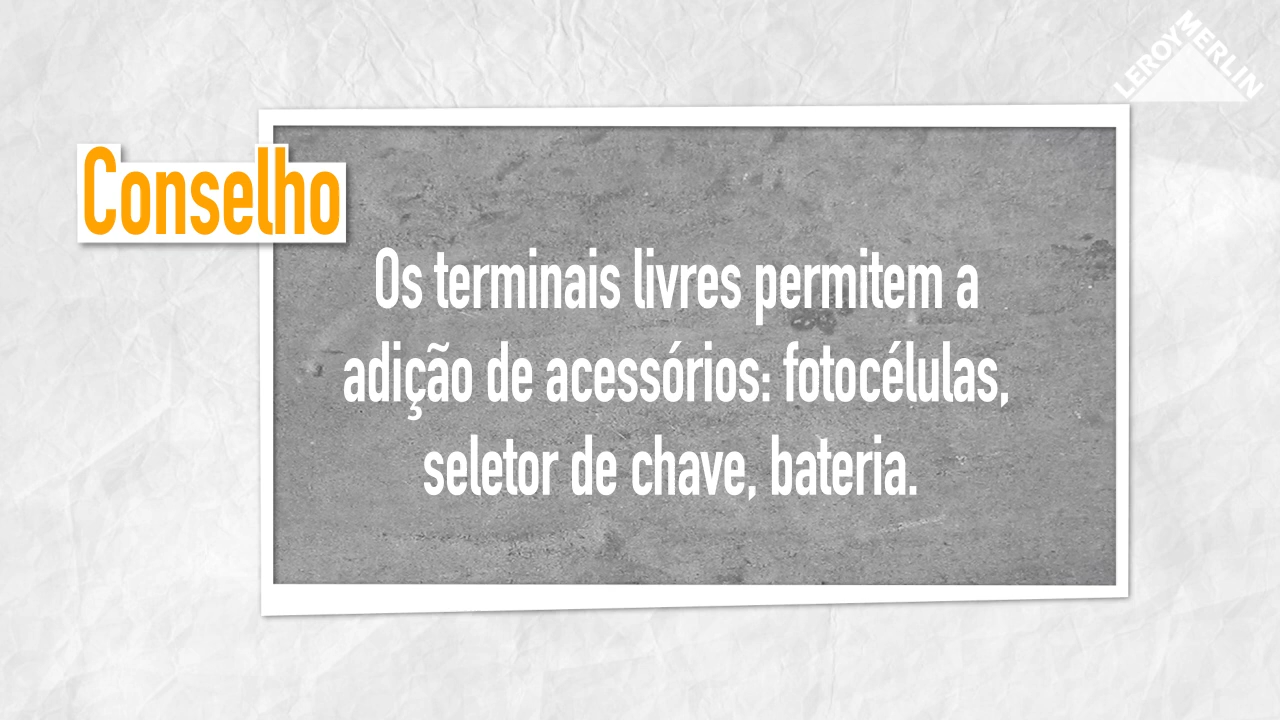 LEROY MERLIN
Conselho
Os terminais livres permitem a
adição de acessórios: fotocélulas,
seletor de chave, bateria.